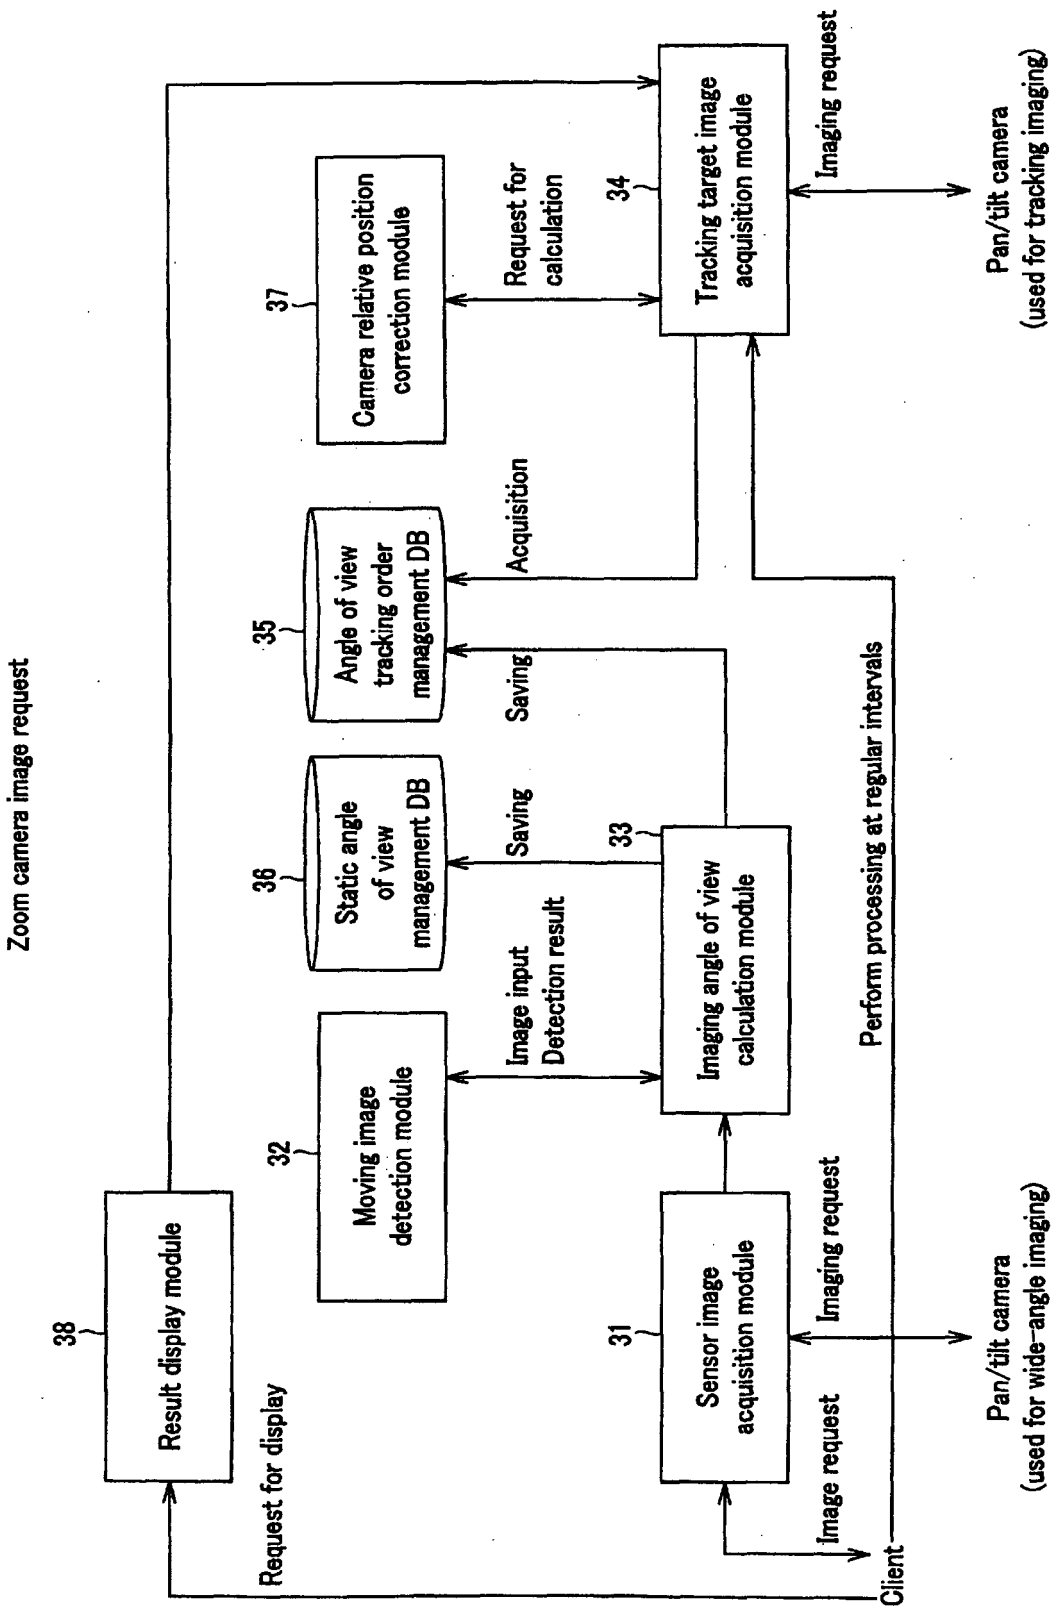 Zoom camera image request
38
Result display module
Request for display
32
Moving image
detection module
36
Static angle
of view
management DB
35
Angle of view
tracking order
management DB
37
Camera relative position
correction module
Image input
Detection result
Saving
Saving
Acquisition
Request for
calculation
31
Sensor image
acquisition module
33
Imaging angle of view
calculation module
34
Tracking target image
acquisition module
Image request
Imaging request
Imaging request
Client
Perform processing at regular intervals
Pan/tilt camera
(used for wide-angle imaging)
Pan/tilt camera
(used for tracking imaging)